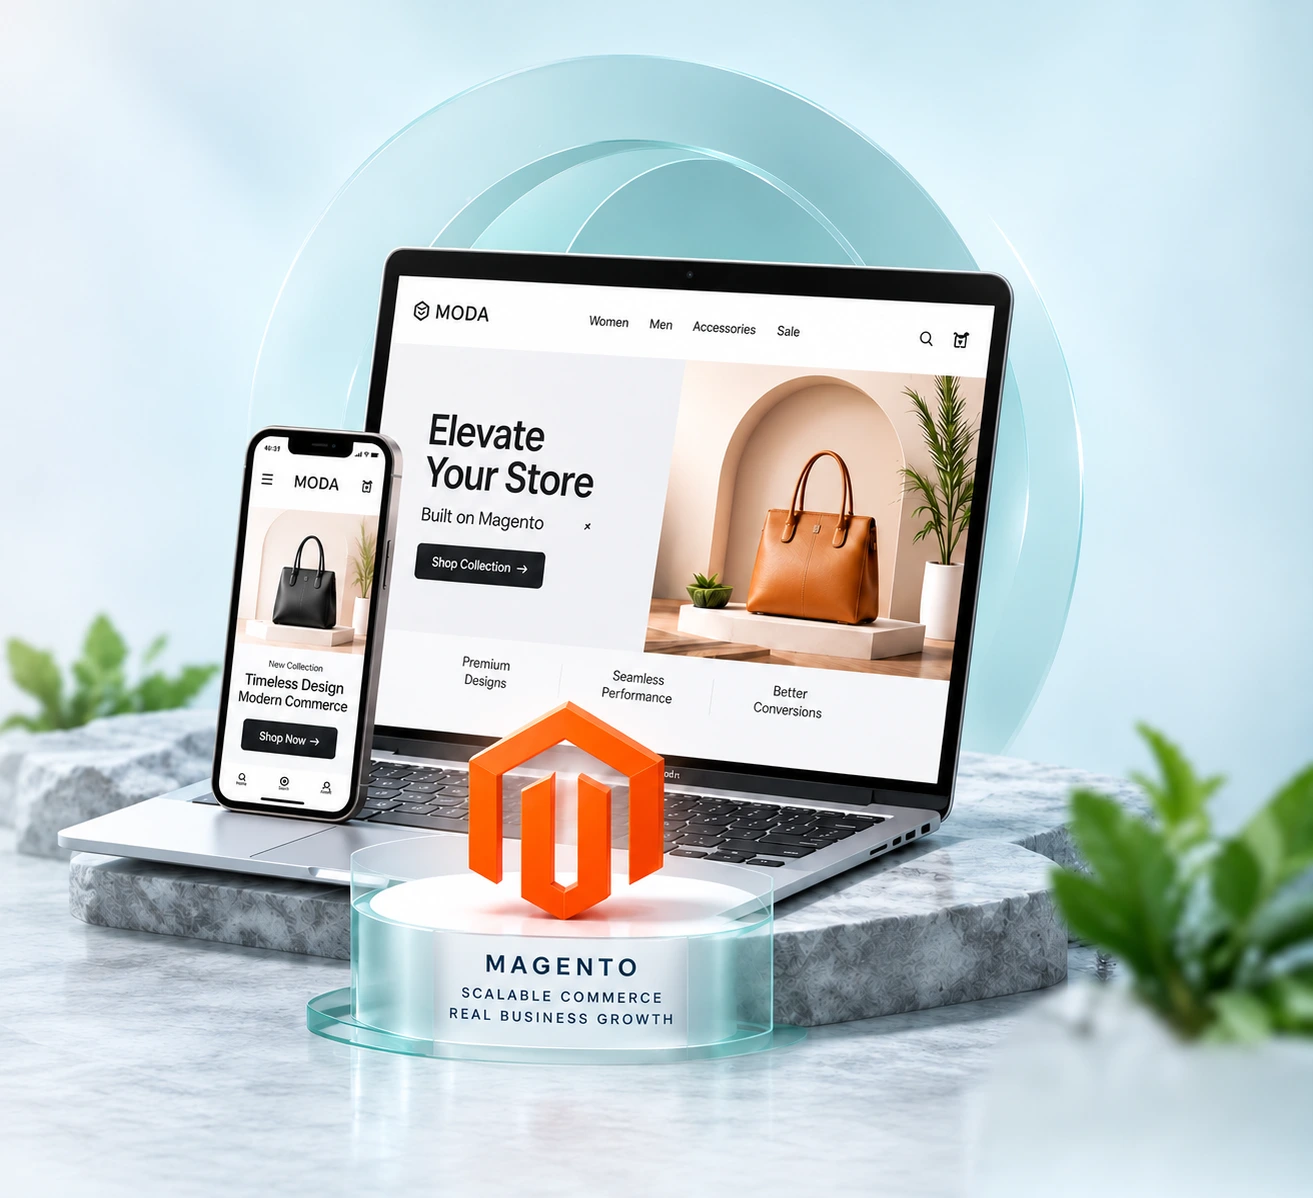 MODA
Women Men Accessories Sale
Elevate
Your Store
Built on Magento
Shop Collection →
Premium
Designs
Seamless
Performance
Better
Conversions
MODA
New Collection
Timeless Design
Modern Commerce
Shop Now →
MAGENTO
SCALABLE COMMERCE
REAL BUSINESS GROWTH